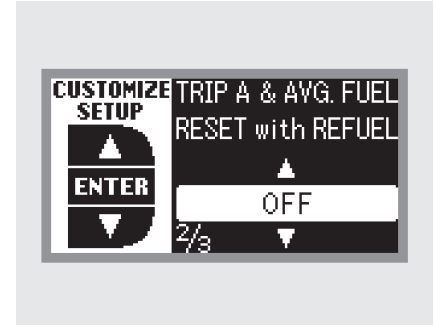 CUSTOMIZE
SETUP
ENTER
TRIP A & AVG. FUEL
RESET with REFUEL
OFF
2/3